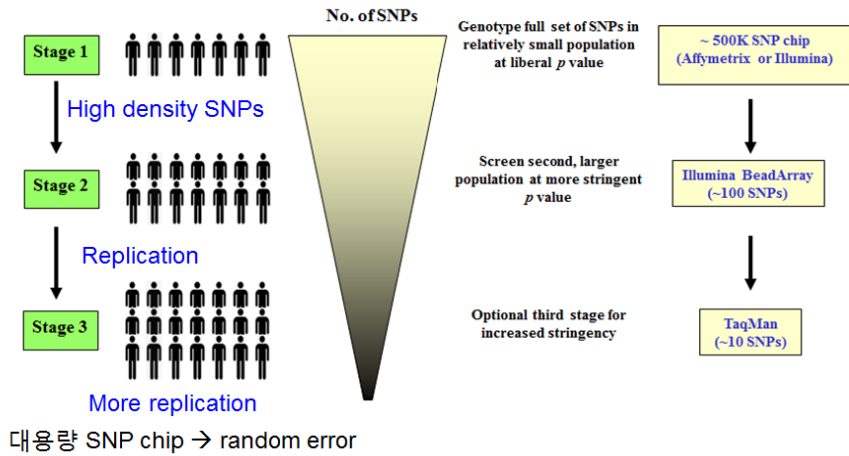 No. of SNPs
Stage 1
Genotype full set of SNPs in
relatively small population
at liberal p value
~ 500K SNP chip
(Affymetrix or Illumina)
High density SNPs
Stage 2
Screen second, larger
population at more stringent
p value
Illumina BeadArray
(~100 SNPs)
Replication
Stage 3
Optional third stage for
increased stringency
TaqMan
(~10 SNPs)
More replication
대용량 SNP chip → random error